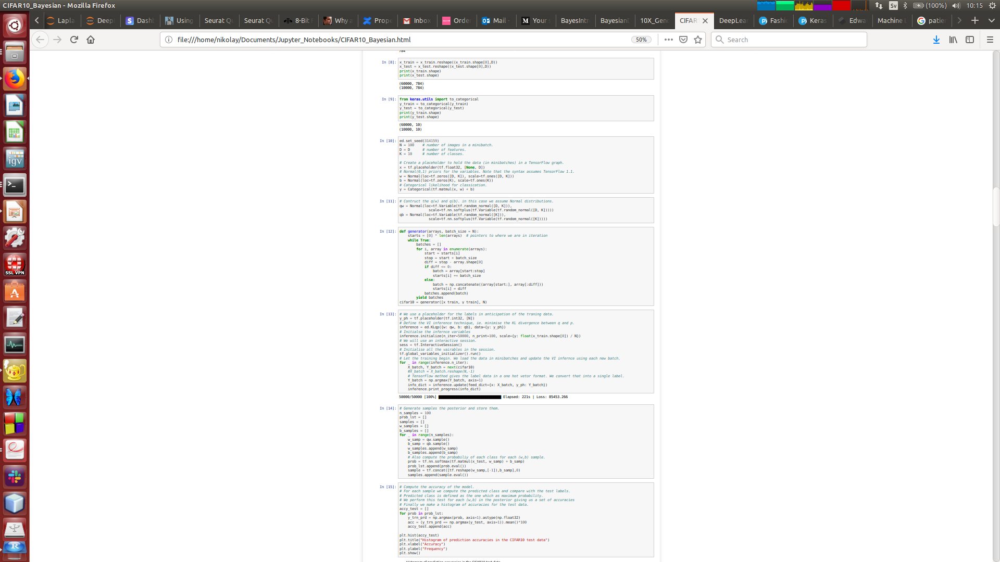 CIFAR10_Bayesian - Mozilla Firefox
Sv
(100%)
10:15
Lapla
Deep
Dash
Using
Seurat Qu
Seurat Qu
8-Bit
Why a
Prope
Inbox
Orde
Mail -
Your
BayesIntr
Bayesian
10X_Geno
CIFAR
DeepLear
Fashi
Keras
Edwa
Machine L
patie
file:///home/nikolay/Documents/Jupyter_Notebooks/CIFAR10_Bayesian.html
50%
Search
igv
SSL VPN
784
In [8]:
x_train = x_train.reshape((x_train.shape[0],D))
x_test = x_test.reshape((x_test.shape[0],D))
print(x_train.shape)
print(x_test.shape)
(60000, 784)
(10000, 784)
In [9]:
from keras.utils import to_categorical
y_train = to_categorical(y_train)
y_test = to_categorical(y_test)
print(y_train.shape)
print(y_test.shape)
(60000, 10)
(10000, 10)
In [10]:
ed.set_seed(314159)
N = 100    # number of images in a minibatch.
D = D      # number of features.
K = 10     # number of classes.
# Create a placeholder to hold the data (in minibatches) in a TensorFlow graph.
x = tf.placeholder(tf.float32, [None, D])
# Normal(0,1) priors for the variables. Note that the syntax assumes TensorFlow 1.1.
w = Normal(loc=tf.zeros([D, K]), scale=tf.ones([D, K]))
b = Normal(loc=tf.zeros(K), scale=tf.ones(K))
# Categorical likelihood for classication.
y = Categorical(tf.matmul(x, w) + b)
In [11]:
# Contruct the q(w) and q(b). in this case we assume Normal distributions.
qw = Normal(loc=tf.Variable(tf.random_normal([D, K])),
scale=tf.nn.softplus(tf.Variable(tf.random_normal([D, K]))))
qb = Normal(loc=tf.Variable(tf.random_normal([K])),
scale=tf.nn.softplus(tf.Variable(tf.random_normal([K]))))
In [12]:
def generator(arrays, batch_size = N):
starts = [0] * len(arrays)  # pointers to where we are in iteration
while True:
batches = []
for i, array in enumerate(arrays):
start = starts[i]
stop = start + batch_size
diff = stop - array.shape[0]
if diff <= 0:
batch = array[start:stop]
starts[i] += batch_size
else:
batch = np.concatenate((array[start:], array[:diff]))
starts[i] = diff
batches.append(batch)
yield batches
cifar10 = generator([x_train, y_train], N)
In [13]:
# We use a placeholder for the labels in anticipation of the traning data.
y_ph = tf.placeholder(tf.int32, [N])
# Define the VI inference technique, ie. minimise the KL divergence between q and p.
inference = ed.KLqp({w: qw, b: qb}, data={y: y_ph})
# Initialse the infernce variables
inference.initialize(n_iter=50000, n_print=100, scale={y: float(x_train.shape[0]) / N})
# We will use an interactive session.
sess = tf.InteractiveSession()
# Initialise all the vairables in the session.
tf.global_variables_initializer().run()
# Let the training begin. We load the data in minibatches and update the VI infernce using each new batch.
for _ in range(inference.n_iter):
X_batch, Y_batch = next(cifar10)
#X_batch = X_batch.reshape(N,-1)
# TensorFlow method gives the label data in a one hot vetor format. We convert that into a single label.
Y_batch = np.argmax(Y_batch, axis=1)
info_dict = inference.update(feed_dict={x: X_batch, y_ph: Y_batch})
inference.print_progress(info_dict)
50000/50000 [100%] Elapsed: 221s | Loss: 85453.266
In [14]:
# Generate samples the posterior and store them.
n_samples = 100
prob_lst = []
samples = []
w_samples = []
b_samples = []
for _ in range(n_samples):
w_samp = qw.sample()
b_samp = qb.sample()
w_samples.append(w_samp)
b_samples.append(b_samp)
# Also compute the probabiliy of each class for each (w,b) sample.
prob = tf.nn.softmax(tf.matmul(x_test, w_samp) + b_samp)
prob_lst.append(prob.eval())
sample = tf.concat([tf.reshape(w_samp,[-1]),b_samp],0)
samples.append(sample.eval())
In [15]:
# Compute the accuracy of the model.
# For each sample we compute the predicted class and compare with the test labels.
# Predicted class is defined as the one which as maximum probability.
# We perform this test for each (w,b) in the posterior giving us a set of accuracies
# Finally we make a histogram of accuracies for the test data.
accy_test = []
for prob in prob_lst:
y_trn_prd = np.argmax(prob, axis=1).astype(np.float32)
acc = (y_trn_prd == np.argmax(y_test, axis=1)).mean()*100
accy_test.append(acc)
plt.hist(accy_test)
plt.title("Histogram of prediction accuracies in the CIFAR10 test data")
plt.xlabel("Accuracy")
plt.ylabel("Frequency")
plt.show()
Histogram of prediction accuracies in the CIFAR10 test data